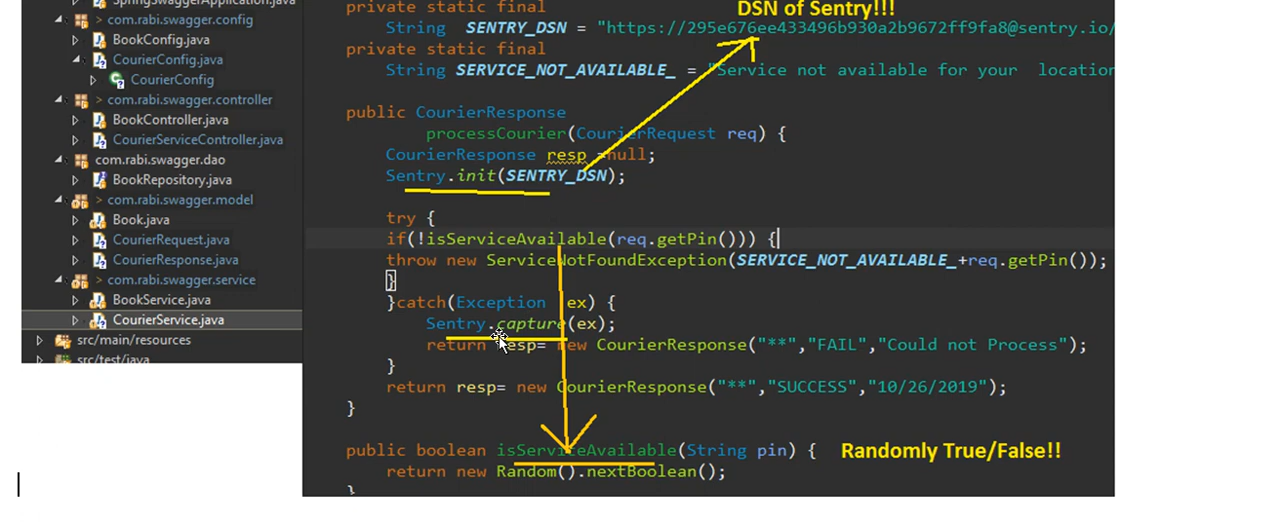 SpringSwaggerApplication.java
> com.rabi.swagger.config
BookConfig.java
CourierConfig.java
CourierConfig
> com.rabi.swagger.controller
BookController.java
CourierServiceController.java
com.rabi.swagger.dao
BookRepository.java
> com.rabi.swagger.model
Book.java
CourierRequest.java
CourierResponse.java
> com.rabi.swagger.service
BookService.java
CourierService.java
src/main/resources
src/test/java
DSN of Sentry!!!
private static final
String SENTRY_DSN = "https://295e676ee433496b930a2b9672ff9fa8@sentry.io/
private static final
String SERVICE_NOT_AVAILABLE_ = "Service not available for your location
public CourierResponse
processCourier(CourierRequest req) {
CourierResponse resp =null;
Sentry.init(SENTRY_DSN);
try {
if(!isServiceAvailable(req.getPin())) {
throw new ServiceNotFoundException(SERVICE_NOT_AVAILABLE_+req.getPin());
}
}catch(Exception ex) {
Sentry.capture(ex);
return resp= new CourierResponse("**","FAIL","Could not Process");
}
return resp= new CourierResponse("**","SUCCESS","10/26/2019");
}
public boolean isServiceAvailable(String pin) {
Randomly True/False!!
return new Random().nextBoolean();
}